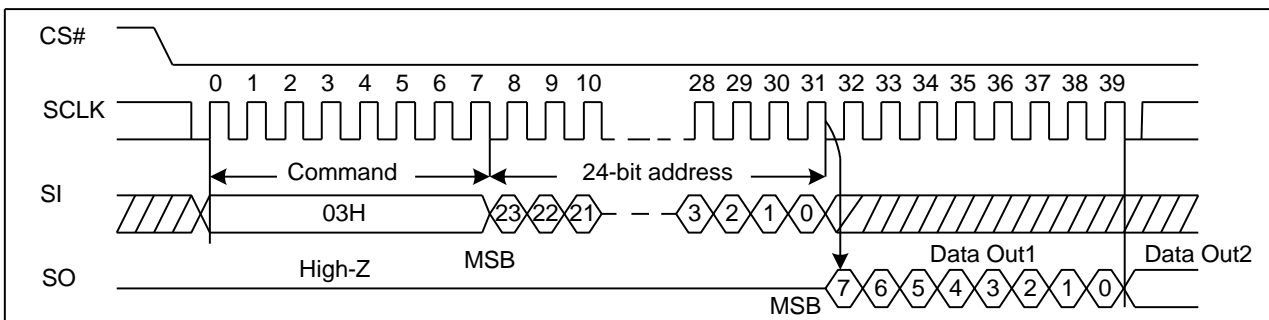 CS#
0 1 2 3 4 5 6 7 8 9 10 28 29 30 31 32 33 34 35 36 37 38 39
SCLK
Command 24-bit address
SI
03H 23 22 21 3 2 1 0
High-Z MSB Data Out1 Data Out2
SO
MSB 7 6 5 4 3 2 1 0